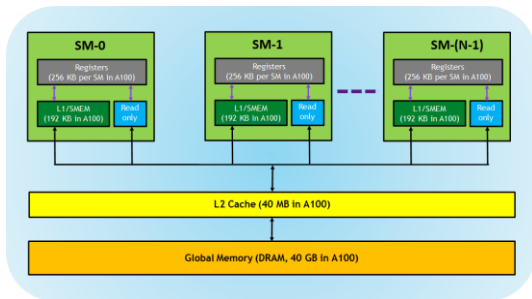 SM-0
Registers
(256 KB per SM in A100)
L1/SMEM
(192 KB in A100)
Read
only
SM-1
Registers
(256 KB per SM in A100)
L1/SMEM
(192 KB in A100)
Read
only
SM-(N-1)
Registers
(256 KB per SM in A100)
L1/SMEM
(192 KB in A100)
Read
only
L2 Cache (40 MB in A100)
Global Memory (DRAM, 40 GB in A100)